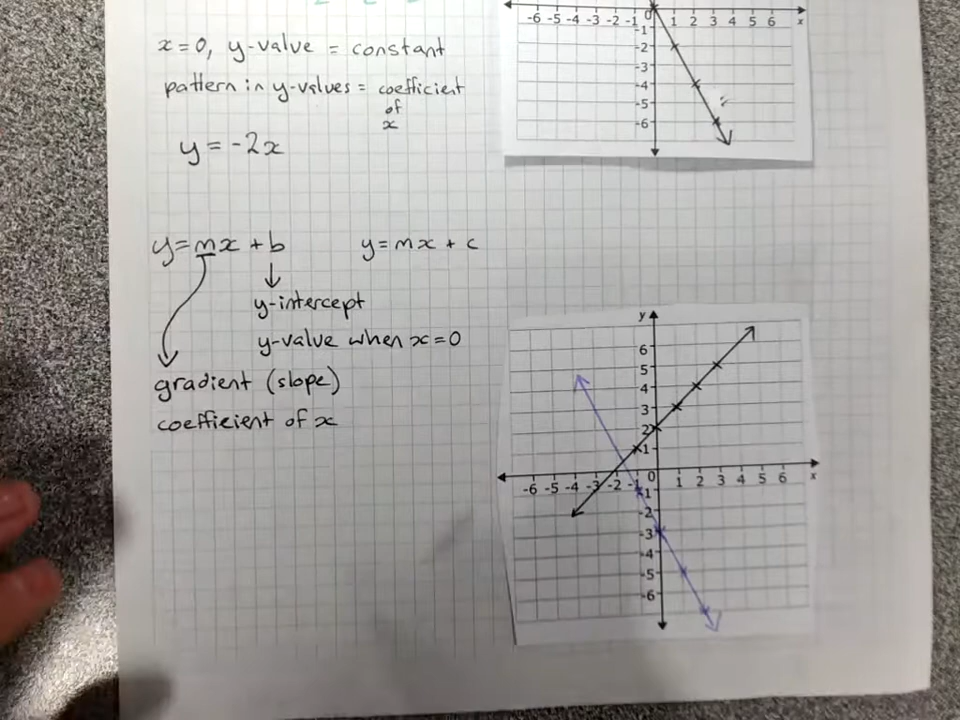 x=0, y-value = constant
pattern in y-values = coefficient
of
x
y = -2x
y=mx + b
y=mx + c
y-intercept
y-value when x=0
gradient (slope)
coefficient of x
-6 -5 -4 -3 -2 -1 0 1 2 3 4 5 6 x
-1
-2
-3
-4
-5
-6
y
6
5
4
3
2
1
-6 -5 -4 -3 -2 -1 0 1 2 3 4 5 6 x
-1
-2
-3
-4
-5
-6